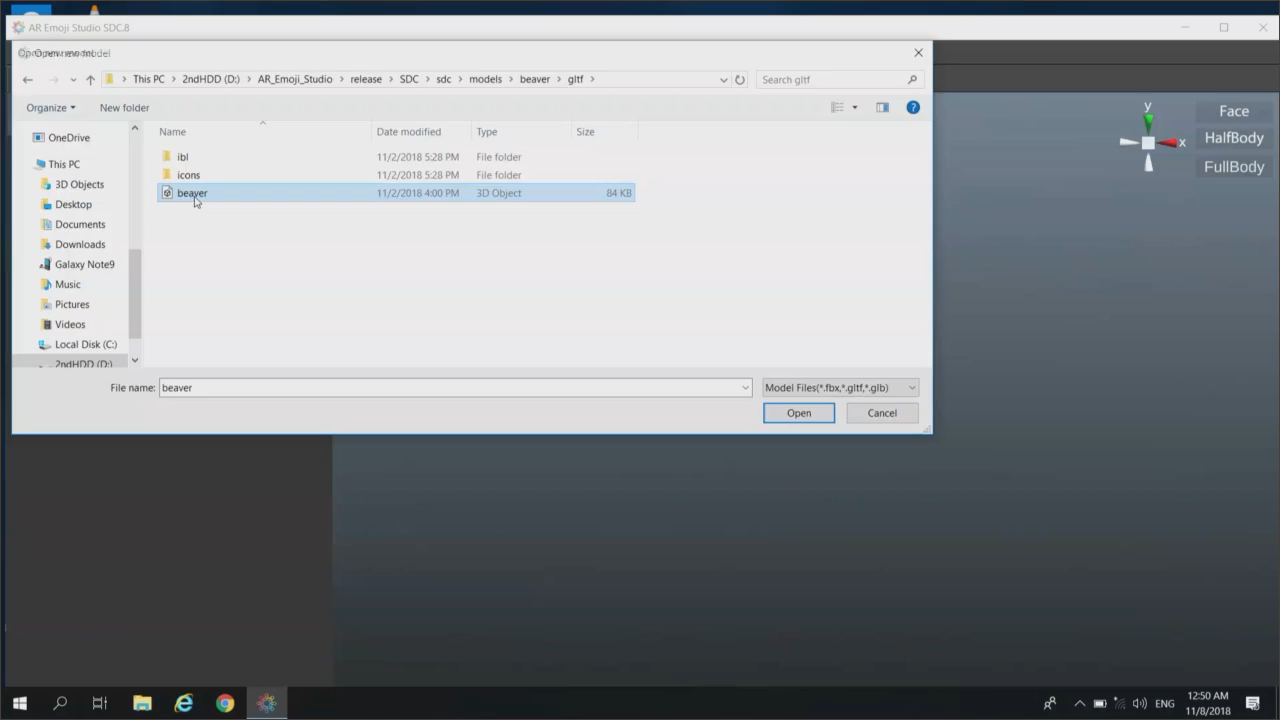 AR Emoji Studio SDC.8
This PC > 2ndHDD (D:) > AR_Emoji_Studio > release > SDC > sdc > models > beaver > gltf >
Search gltf
Organize
New folder
Name
Date modified
Type
Size
ibl 11/2/2018 5:28 PM File folder
icons 11/2/2018 5:28 PM File folder
beaver 11/2/2018 4:00 PM 3D Object 84 KB
OneDrive
This PC
3D Objects
Desktop
Documents
Downloads
Galaxy Note9
Music
Pictures
Videos
Local Disk (C:)
2ndHDD (D:)
File name: beaver
Model Files(*.fbx,*.gltf,*.glb)
Open
Cancel
y
x
Face
HalfBody
FullBody
ENG
12:50 AM
11/8/2018